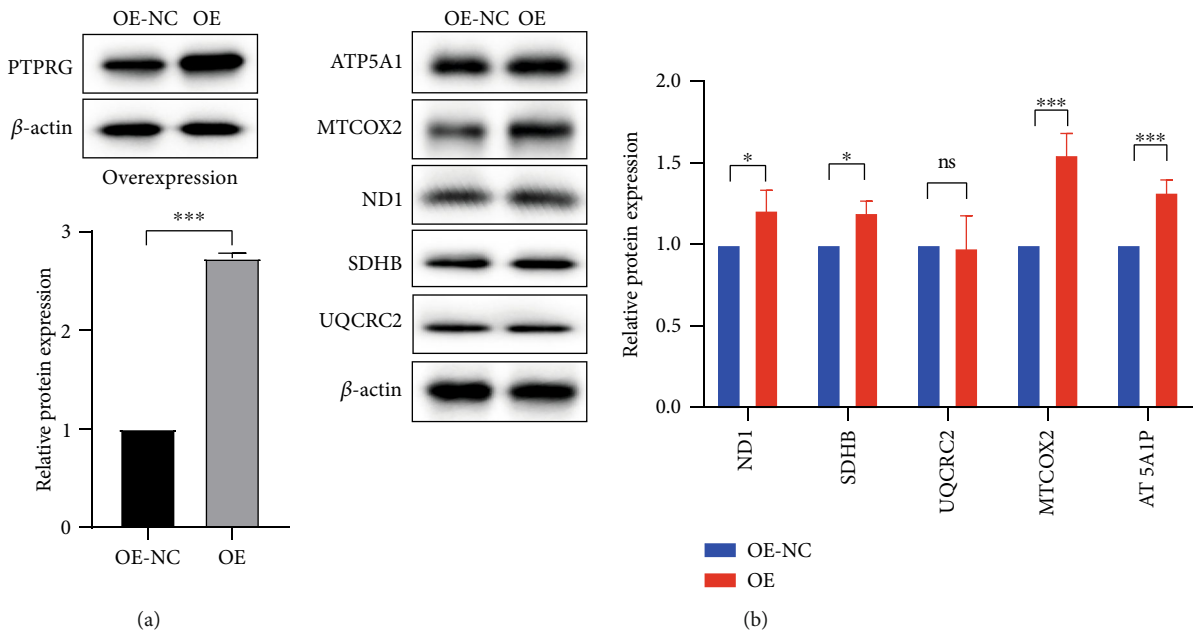 OE-NC OE
PTPRG
β-actin
Overexpression
***
Relative protein expression
3
2
1
0
OE-NC OE
(a)
OE-NC OE
ATP5A1
MTCOX2
ND1
SDHB
UQCRC2
β-actin
Relative protein expression
2.0
1.5
1.0
0.5
0.0
*
*
ns
***
***
ND1
SDHB
UQCRC2
MTCOX2
AT 5A1P
OE-NC
OE
(b)